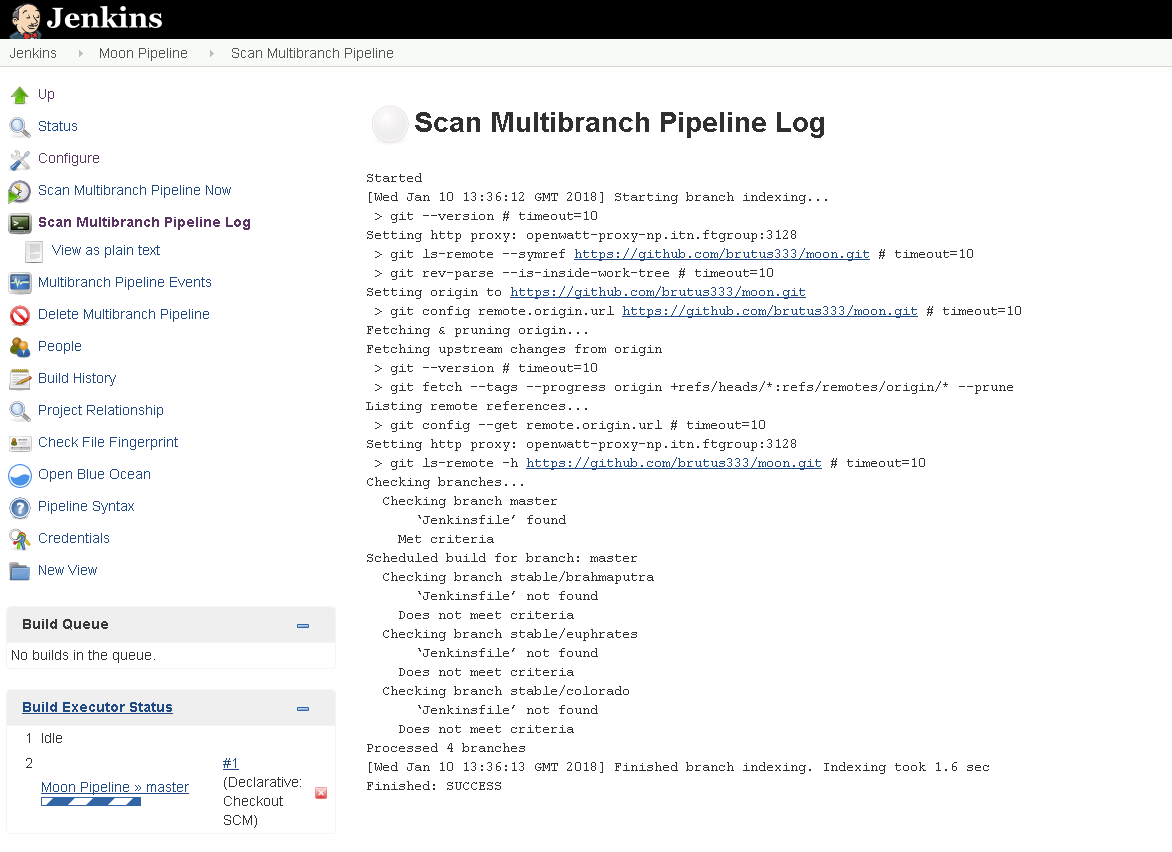 Jenkins
Jenkins Moon Pipeline Scan Multibranch Pipeline
Up
Status
Configure
Scan Multibranch Pipeline Now
Scan Multibranch Pipeline Log
View as plain text
Multibranch Pipeline Events
Delete Multibranch Pipeline
People
Build History
Project Relationship
Check File Fingerprint
Open Blue Ocean
Pipeline Syntax
Credentials
New View
Build Queue
No builds in the queue.
Build Executor Status
1 Idle
2
Moon Pipeline » master
#1
(Declarative:
Checkout
SCM)
Scan Multibranch Pipeline Log
Started
[Wed Jan 10 13:36:12 GMT 2018] Starting branch indexing...
> git --version # timeout=10
Setting http proxy: openwatt-proxy-np.itn.ftgroup:3128
> git ls-remote --symref https://github.com/brutus333/moon.git # timeout=10
> git rev-parse --is-inside-work-tree # timeout=10
Setting origin to https://github.com/brutus333/moon.git
> git config remote.origin.url https://github.com/brutus333/moon.git # timeout=10
Fetching & pruning origin...
Fetching upstream changes from origin
> git --version # timeout=10
> git fetch --tags --progress origin +refs/heads/*:refs/remotes/origin/* --prune
Listing remote references...
> git config --get remote.origin.url # timeout=10
Setting http proxy: openwatt-proxy-np.itn.ftgroup:3128
> git ls-remote -h https://github.com/brutus333/moon.git # timeout=10
Checking branches...
Checking branch master
‘Jenkinsfile’ found
Met criteria
Scheduled build for branch: master
Checking branch stable/brahmaputra
‘Jenkinsfile’ not found
Does not meet criteria
Checking branch stable/euphrates
‘Jenkinsfile’ not found
Does not meet criteria
Checking branch stable/colorado
‘Jenkinsfile’ not found
Does not meet criteria
Processed 4 branches
[Wed Jan 10 13:36:13 GMT 2018] Finished branch indexing. Indexing took 1.6 sec
Finished: SUCCESS